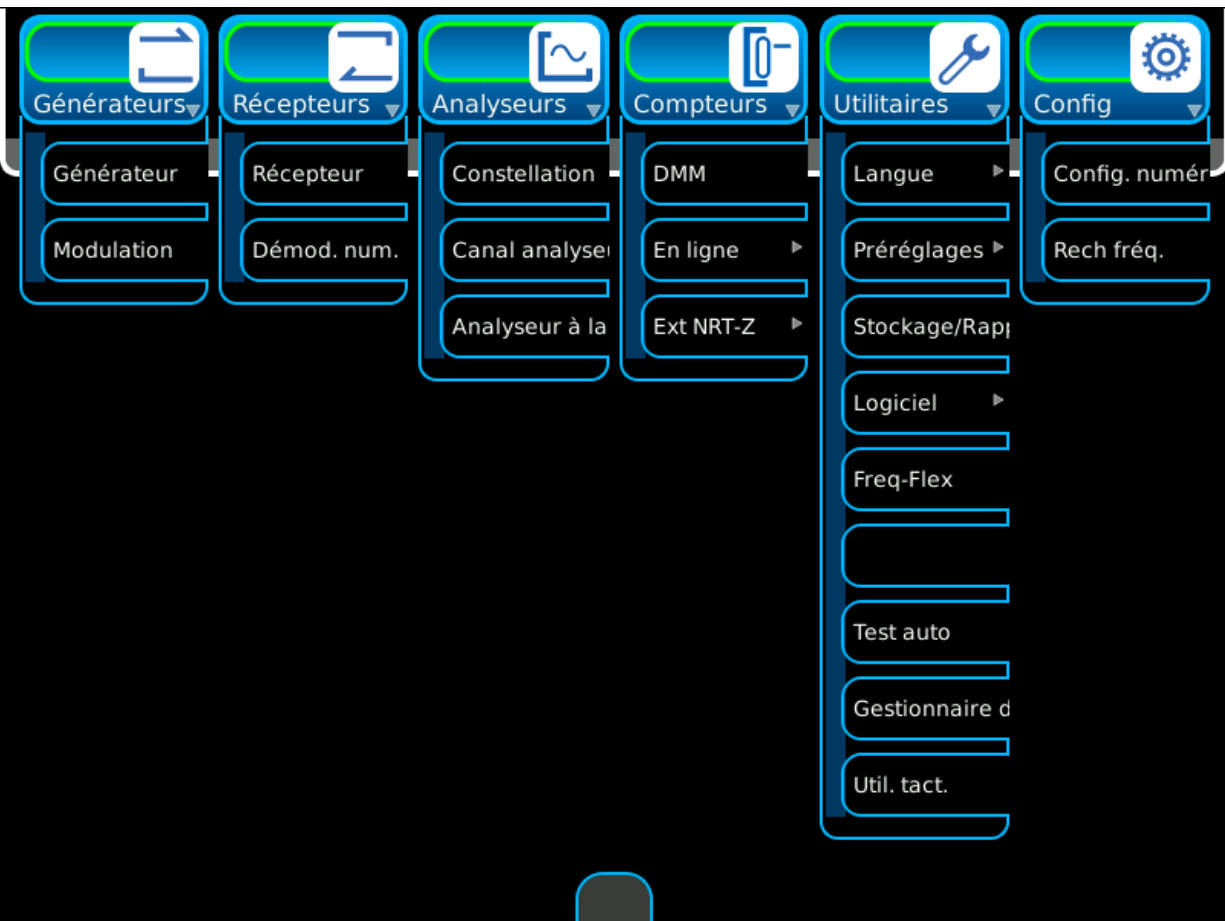 Générateurs
Récepteurs
Analyseurs
Compteurs
Utilitaires
Config
Générateur
Modulation
Récepteur
Démod. num.
Constellation
Canal analyse
Analyseur à la
DMM
En ligne
Ext NRT-Z
Langue
Préréglages
Stockage/Rapp
Logiciel
Freq-Flex
Test auto
Gestionnaire d
Util. tact.
Config. numér
Rech fréq.